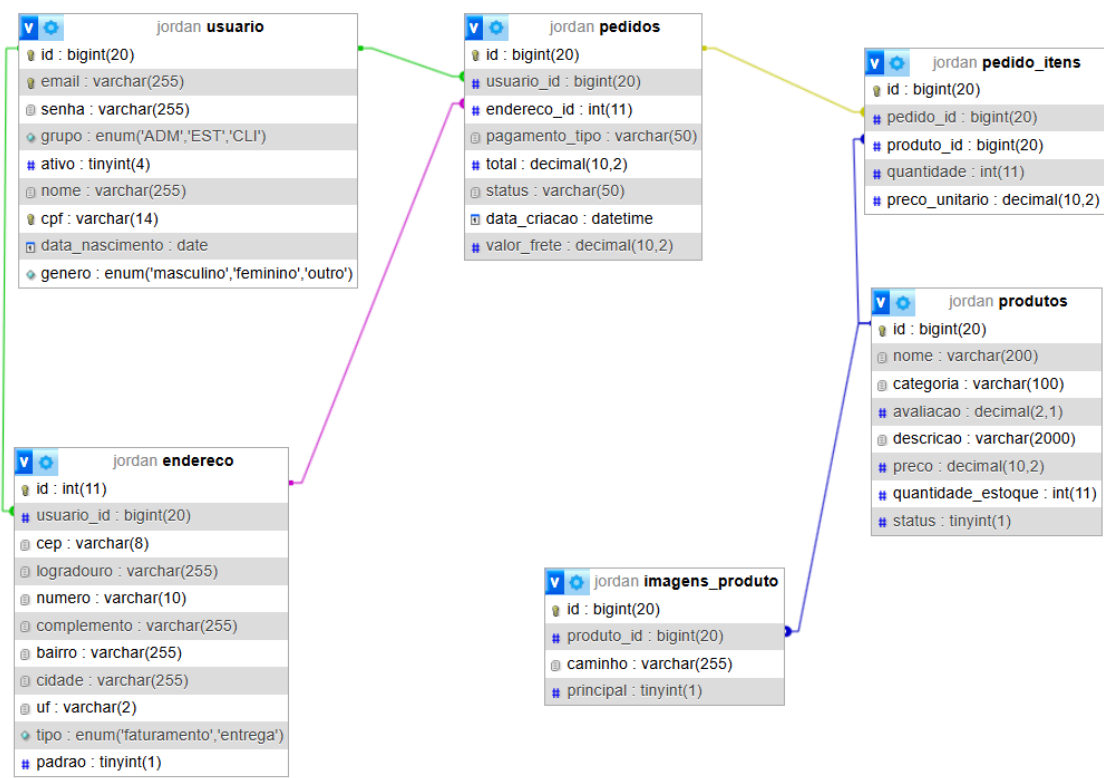 jordan usuario
id : bigint(20)
email : varchar(255)
senha : varchar(255)
grupo : enum('ADM','EST','CLI')
# ativo : tinyint(4)
nome : varchar(255)
cpf : varchar(14)
data_nascimento : date
genero : enum('masculino','feminino','outro')
jordan pedidos
id : bigint(20)
# usuario_id : bigint(20)
# endereco_id : int(11)
pagamento_tipo : varchar(50)
# total : decimal(10,2)
status : varchar(50)
data_criacao : datetime
# valor_frete : decimal(10,2)
jordan pedido_itens
id : bigint(20)
# pedido_id : bigint(20)
# produto_id : bigint(20)
# quantidade : int(11)
# preco_unitario : decimal(10,2)
jordan produtos
id : bigint(20)
nome : varchar(200)
categoria : varchar(100)
# avaliacao : decimal(2,1)
descricao : varchar(2000)
# preco : decimal(10,2)
# quantidade_estoque : int(11)
# status : tinyint(1)
jordan endereco
id : int(11)
# usuario_id : bigint(20)
cep : varchar(8)
logradouro : varchar(255)
numero : varchar(10)
complemento : varchar(255)
bairro : varchar(255)
cidade : varchar(255)
uf : varchar(2)
tipo : enum('faturamento','entrega')
# padrao : tinyint(1)
jordan imagens_produto
id : bigint(20)
# produto_id : bigint(20)
caminho : varchar(255)
# principal : tinyint(1)